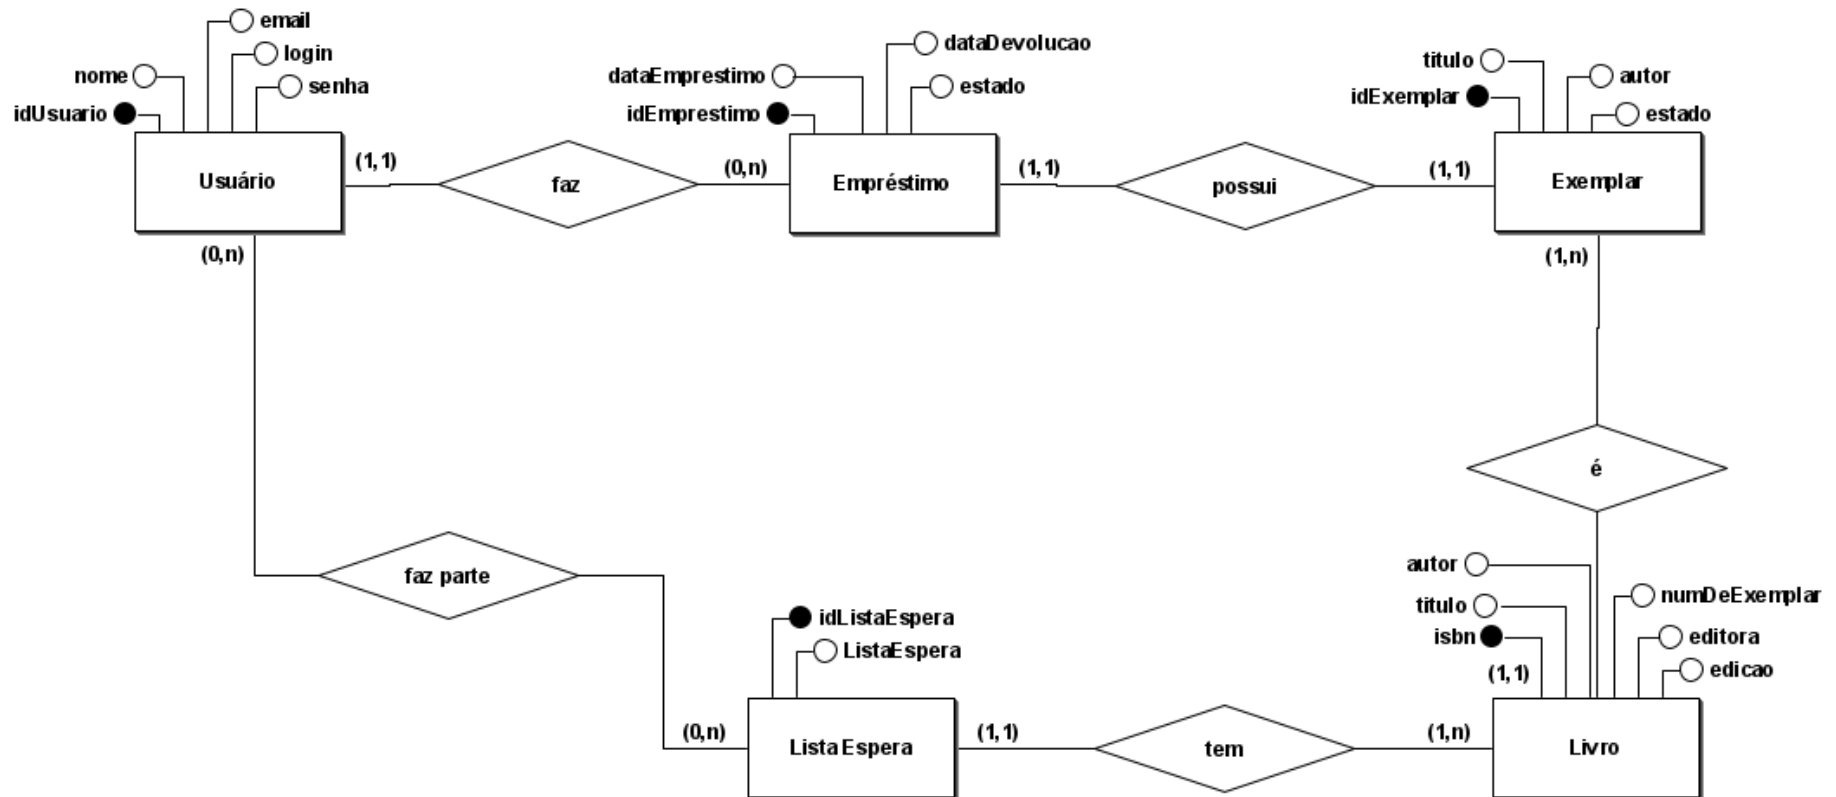 email
login
nome
senha
idUsuario
Usuário
(1,1)
(0,n)
faz
(0,n)
dataDevolucao
dataEmprestimo
estado
idEmprestimo
Empréstimo
(1,1)
possui
(1,1)
titulo
autor
idExemplar
estado
Exemplar
(1,n)
é
faz parte
(0,n)
idListaEspera
ListaEspera
Lista Espera
(1,1)
tem
(1,n)
autor
numDeExemplar
titulo
isbn
editora
(1,1)
edicao
Livro